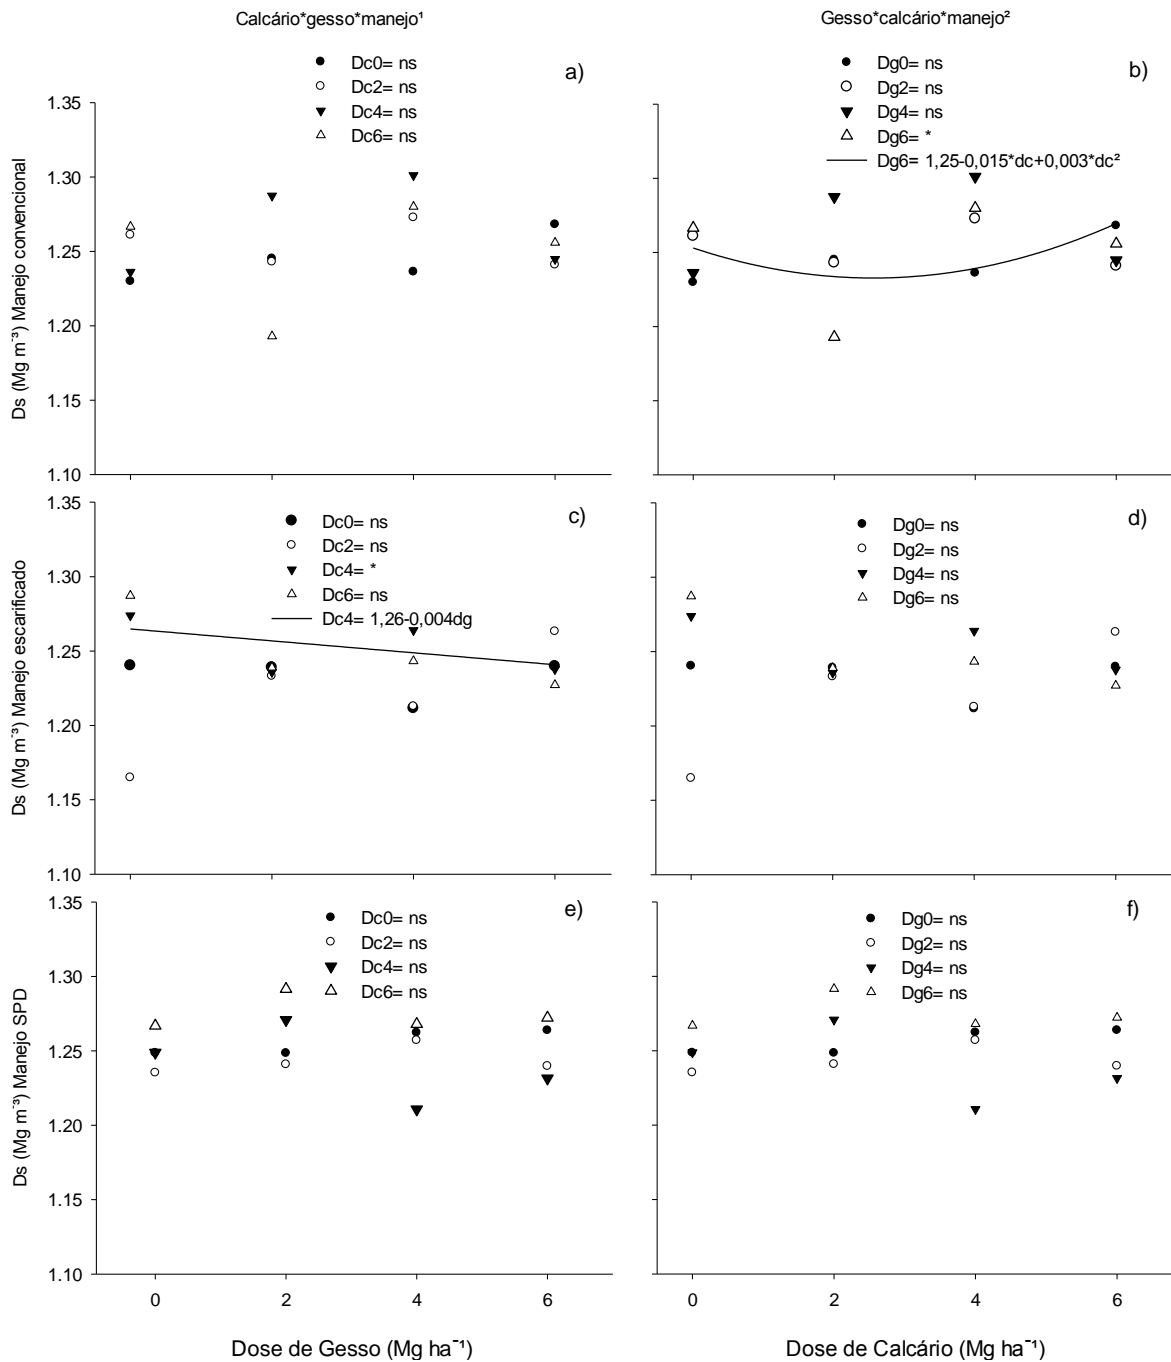 Calcário*gesso*manejo¹
Gesso*calcário*manejo²
a)
Dc0= ns
Dc2= ns
Dc4= ns
Dc6= ns
1.35
1.30
1.25
1.20
1.15
1.10
Ds (Mg m⁻³) Manejo convencional
b)
Dg0= ns
Dg2= ns
Dg4= ns
Dg6= *
Dg6= 1,25-0,015*dc+0,003*dc²
c)
Dc0= ns
Dc2= ns
Dc4= *
Dc6= ns
Dc4= 1,26-0,004dg
1.35
1.30
1.25
1.20
1.15
1.10
Ds (Mg m⁻³) Manejo escarificado
d)
Dg0= ns
Dg2= ns
Dg4= ns
Dg6= ns
e)
Dc0= ns
Dc2= ns
Dc4= ns
Dc6= ns
1.35
1.30
1.25
1.20
1.15
1.10
Ds (Mg m⁻³) Manejo SPD
0 2 4 6
Dose de Gesso (Mg ha⁻¹)
f)
Dg0= ns
Dg2= ns
Dg4= ns
Dg6= ns
0 2 4 6
Dose de Calcário (Mg ha⁻¹)